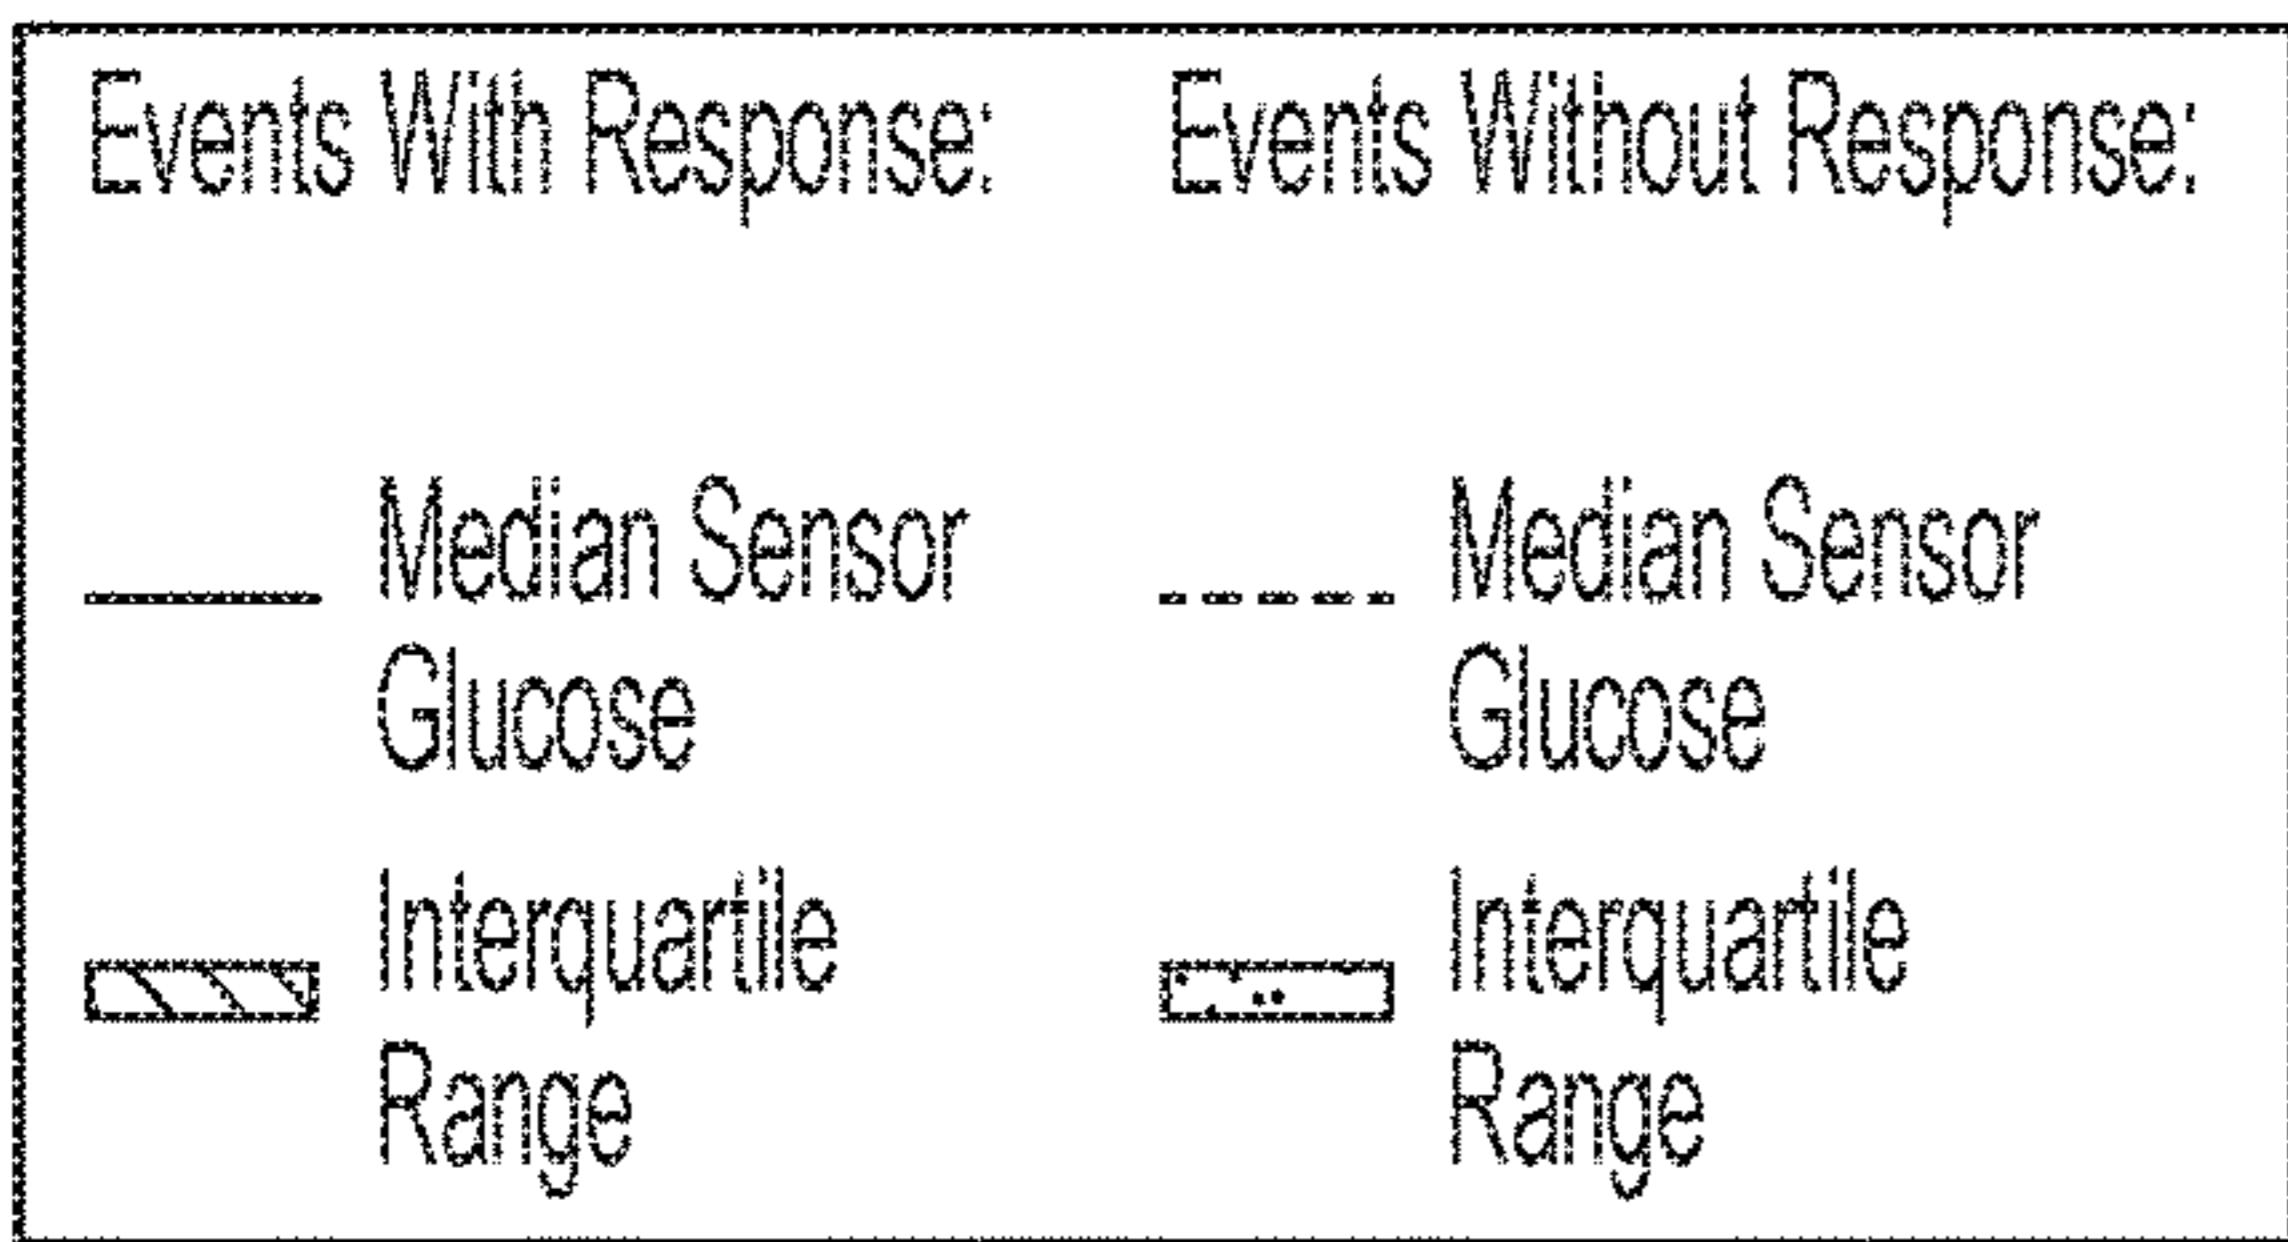 Events With Response:
Median Sensor
Glucose
Interquartile
Range
Events Without Response:
Median Sensor
Glucose
Interquartile
Range